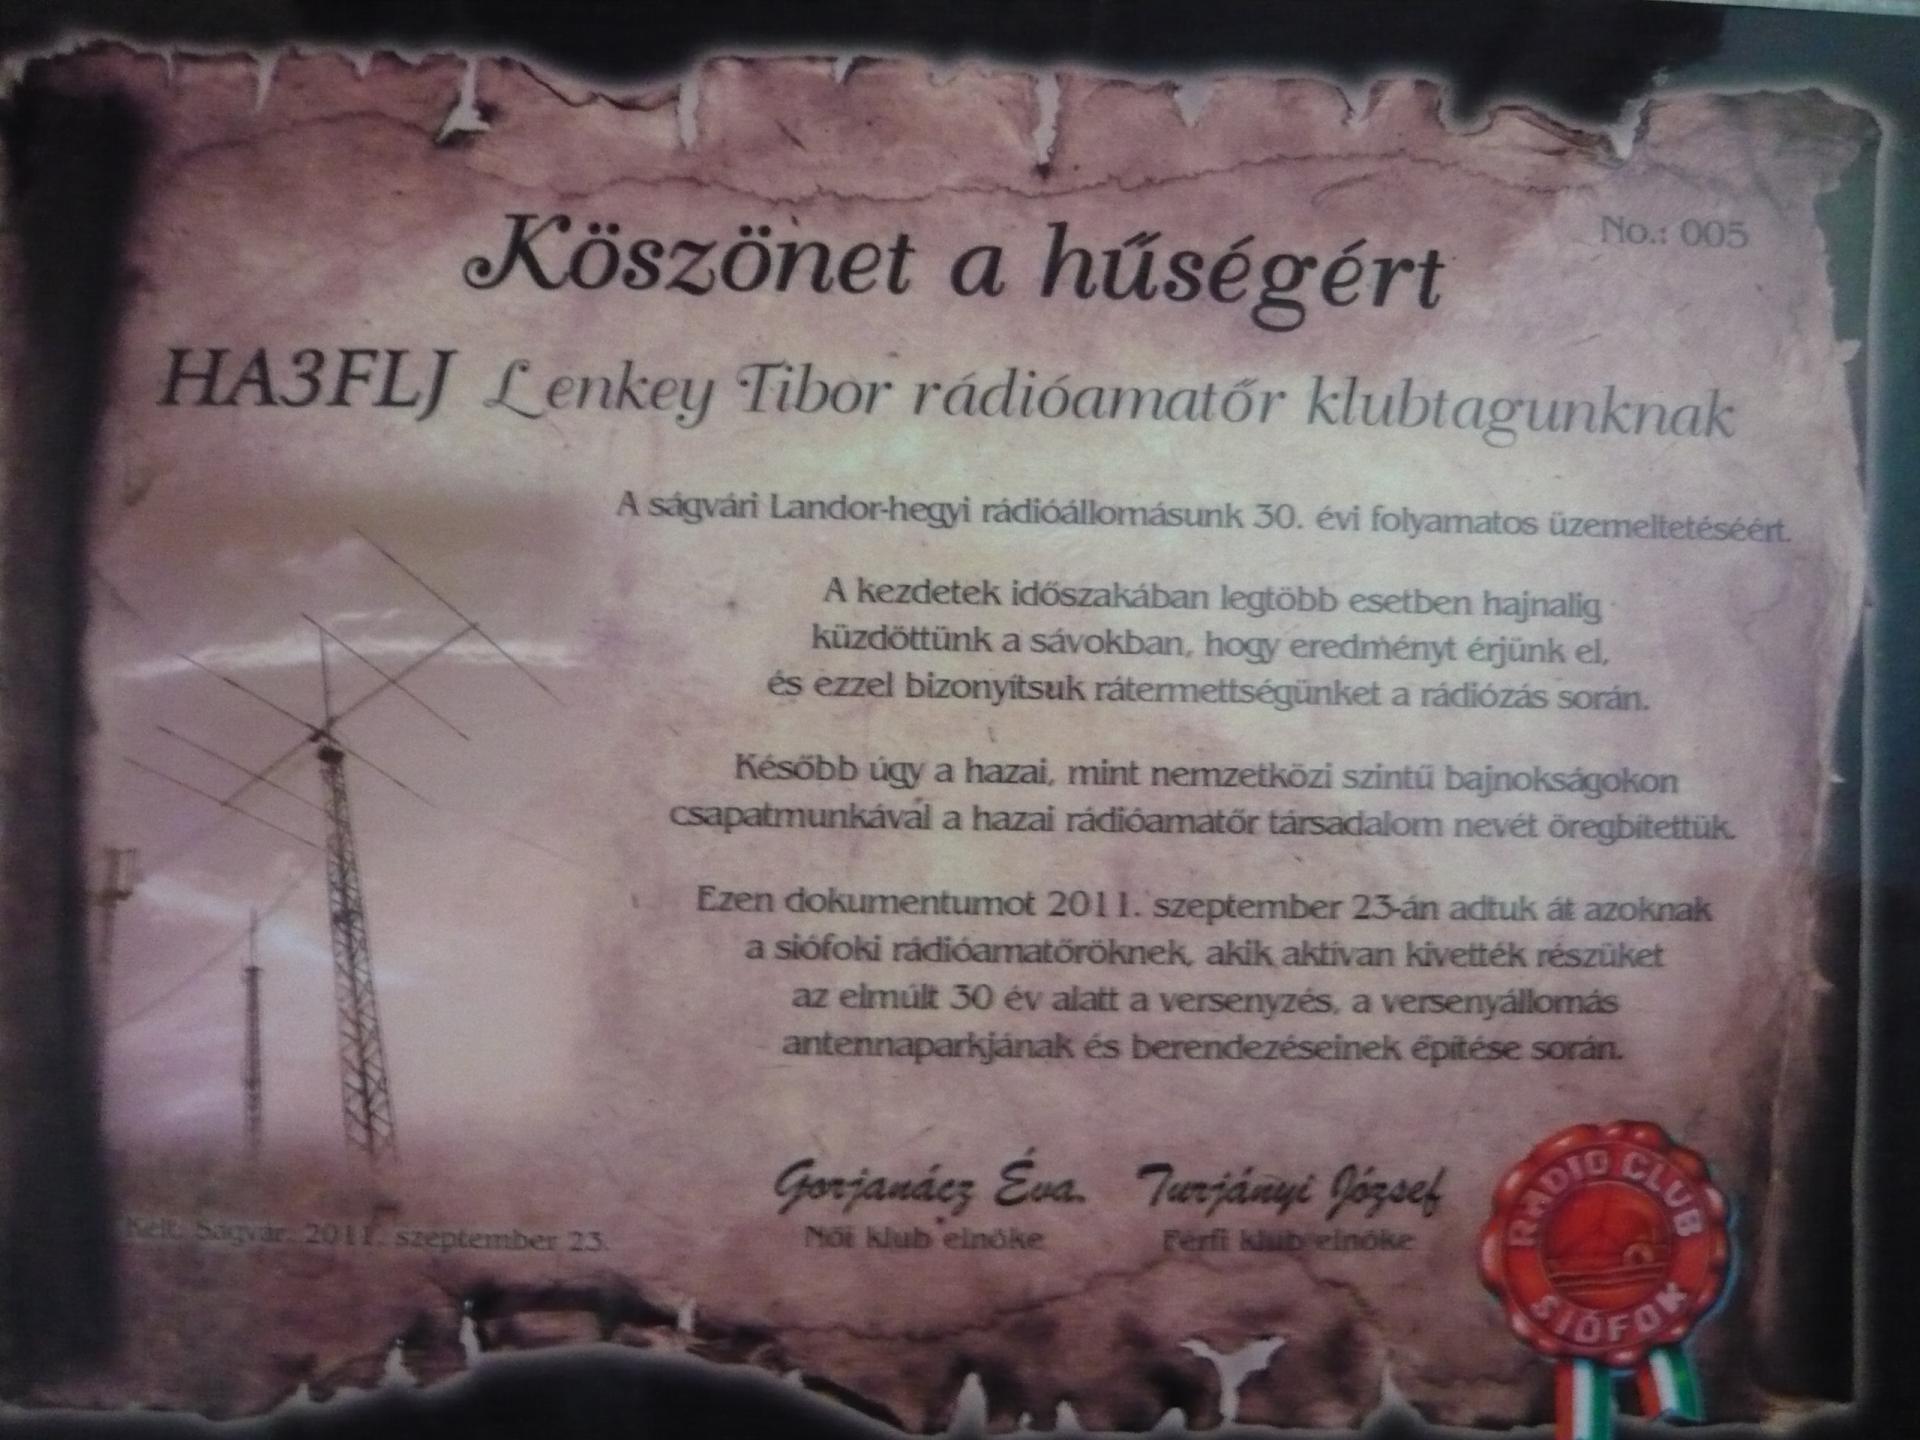 No.: 005
Köszönet a hűségért
HA3FLJ Lenkey Tibor rádióamatőr klubtagunknak
A ságvári Landor-hegyi rádióállomásunk 30. évi folyamatos üzemeltetéséért.
A kezdetek időszakában legtöbb esetben hajnalig
küzdöttünk a sávokban, hogy eredményt érjünk el,
és ezzel bizonyítsuk rátermettségünket a rádiózás során.
Később úgy a hazai, mint nemzetközi szintű bajnokságokon
csapatmunkával a hazai rádióamatőr társadalom nevét öregbítettük.
Ezen dokumentumot 2011. szeptember 23-án adtuk át azoknak
a siófoki rádióamatőröknek, akik aktívan kivették részüket
az elmúlt 30 év alatt a versenyzés, a versenyállomás
antennaparkjának és berendezéseinek építése során.
Gorjanácz Éva Turjányi József
Női klub elnöke Férfi klub elnöke
Kelt: Ságvár, 2011. szeptember 23.
RADIO CLUB
SIÓFOK